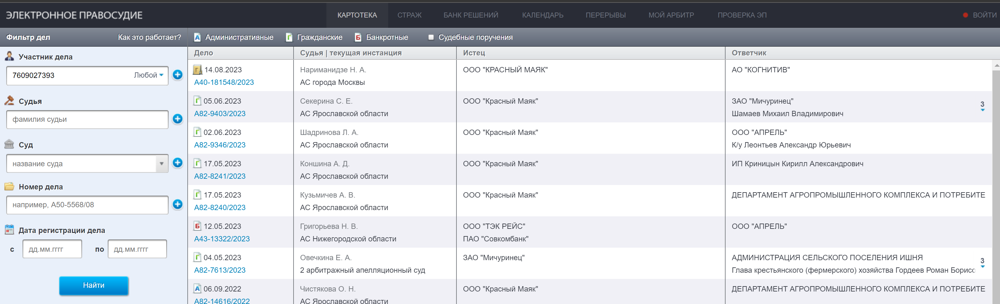 ЭЛЕКТРОННОЕ ПРАВОСУДИЕ
КАРТОТЕКА СТРАЖ БАНК РЕШЕНИЙ КАЛЕНДАРЬ ПЕРЕРЫВЫ МОЙ АРБИТР ПРОВЕРКА ЭП ВОЙТИ
Фильтр дел Как это работает?
Участник дела
7609027393 Любой
Судья
фамилия судьи
Суд
название суда
Номер дела
например, А50-5568/08
Дата регистрации дела
с дд.мм.гггг по дд.мм.гггг
Найти
А Административные Г Гражданские Б Банкротные Судебные поручения
Дело Судья | текущая инстанция Истец Ответчик
Г 14.08.2023 Нариманидзе Н. А. ООО "КРАСНЫЙ МАЯК" АО "КОГНИТИВ"
А40-181548/2023 АС города Москвы
Г 05.06.2023 Секерина С. Е. ООО "Красный Маяк" ЗАО "Мичуринец" 3
А82-9403/2023 АС Ярославской области Шамаев Михаил Владимирович
Г 02.06.2023 Шадринова Л. А. ООО "Красный Маяк" ООО "АПРЕЛЬ"
А82-9346/2023 АС Ярославской области К/у Леонтьев Александр Юрьевич
Г 17.05.2023 Коншина А. Д. ООО "Красный Маяк" ИП Криницын Кирилл Александрович
А82-8241/2023 АС Ярославской области
Г 17.05.2023 Кузьмичев А. В. ООО "Красный Маяк" ДЕПАРТАМЕНТ АГРОПРОМЫШЛЕННОГО КОМПЛЕКСА И ПОТРЕБИТЕ
А82-8240/2023 АС Ярославской области
Б 12.05.2023 Григорьева Н. В. ООО "ТЭК РЕЙС" ООО "АПРЕЛЬ"
А43-13322/2023 АС Нижегородской области ПАО "Совкомбанк"
Г 04.05.2023 Овечкина Е. А. ЗАО "Мичуринец" АДМИНИСТРАЦИЯ СЕЛЬСКОГО ПОСЕЛЕНИЯ ИШНЯ 3
А82-7613/2023 2 арбитражный апелляционный суд Глава крестьянского (фермерского) хозяйства Гордеев Роман Борисо
А 06.09.2022 Чистякова О. Н. ООО "Красный Маяк" ДЕПАРТАМЕНТ АГРОПРОМЫШЛЕННОГО КОМПЛЕКСА И ПОТРЕБИТЕ
А82-14616/2022 АС Ярославской области